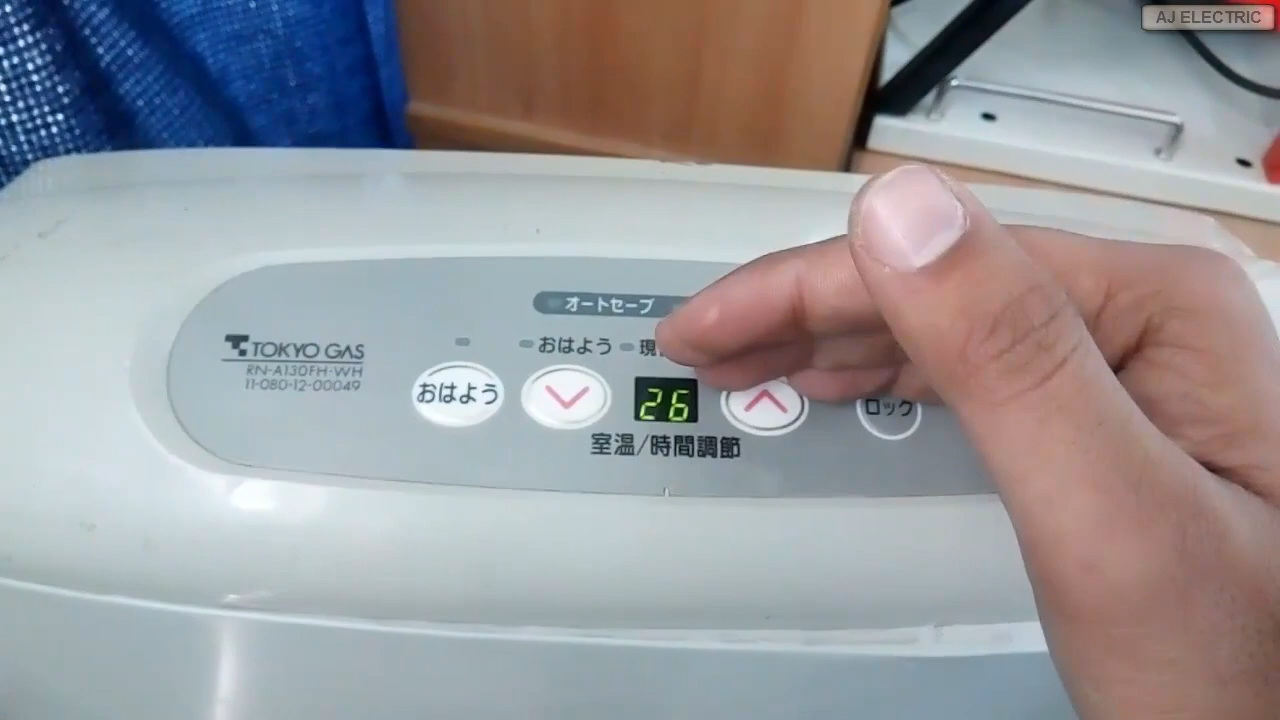 AJ ELECTRIC
オートセーブ
TOKYO GAS
RN-A130FH-WH
11-080-12-00049
おはよう 現
おはよう
26
ロック
室温/時間調節